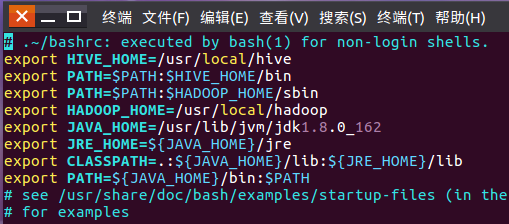 终端 文件(F) 编辑(E) 查看(V) 搜索(S) 终端(T) 帮助(H)
# .~/bashrc: executed by bash(1) for non-login shells.
export HIVE_HOME=/usr/local/hive
export PATH=$PATH:$HIVE_HOME/bin
export PATH=$PATH:$HADOOP_HOME/sbin
export HADOOP_HOME=/usr/local/hadoop
export JAVA_HOME=/usr/lib/jvm/jdk1.8.0_162
export JRE_HOME=${JAVA_HOME}/jre
export CLASSPATH=.:${JAVA_HOME}/lib:${JRE_HOME}/lib
export PATH=${JAVA_HOME}/bin:$PATH
# see /usr/share/doc/bash/examples/startup-files (in the
# for examples